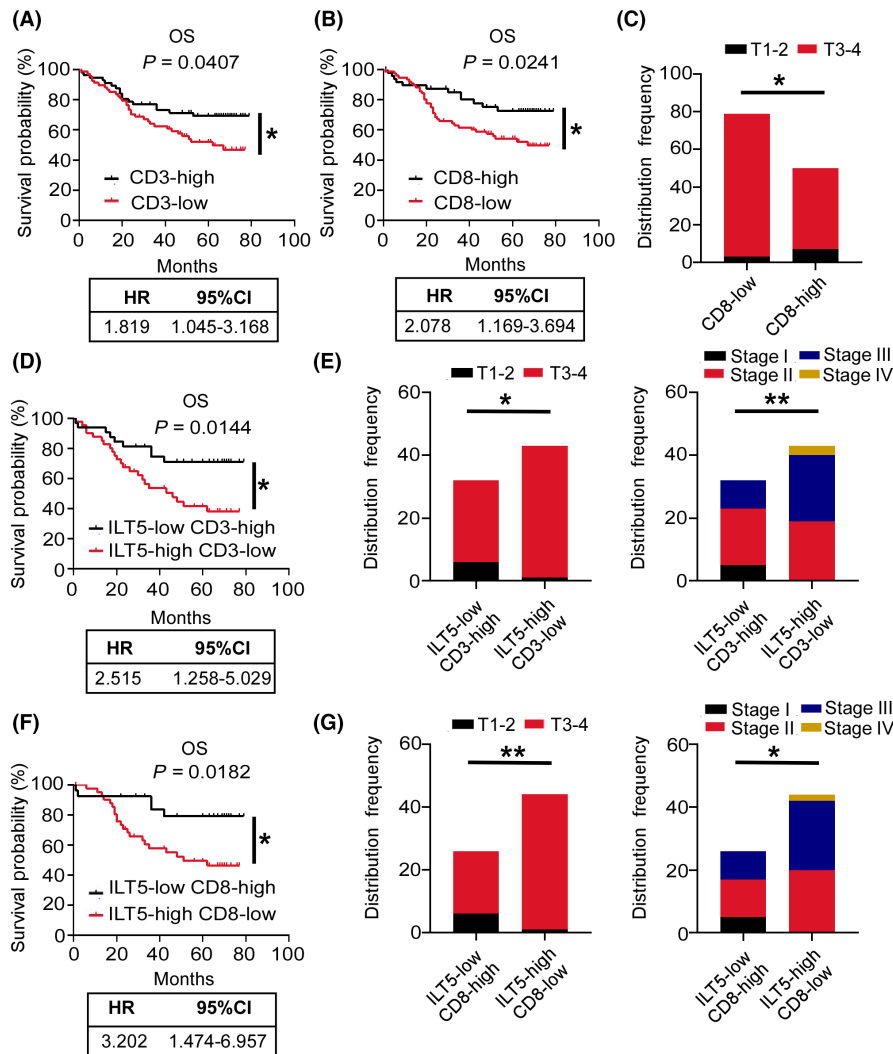 (A)
OS
P = 0.0407
Survival probability (%)
100
80
60
40
20
0
CD3-high
CD3-low
*
0 20 40 60 80 100
Months
HR 95%CI
1.819 1.045-3.168
(B)
OS
P = 0.0241
Survival probability (%)
100
80
60
40
20
0
CD8-high
CD8-low
*
0 20 40 60 80 100
Months
HR 95%CI
2.078 1.169-3.694
(C)
T1-2 T3-4
Distribution frequency
100
80
60
40
20
0
*
CD8-low
CD8-high
(D)
OS
P = 0.0144
Survival probability (%)
100
80
60
40
20
0
ILT5-low CD3-high
ILT5-high CD3-low
*
0 20 40 60 80 100
Months
HR 95%CI
2.515 1.258-5.029
(E)
T1-2 T3-4
Distribution frequency
60
40
20
0
*
ILT5-low
CD3-high
ILT5-high
CD3-low
Stage I Stage III
Stage II Stage IV
Distribution frequency
60
40
20
0
**
ILT5-low
CD3-high
ILT5-high
CD3-low
(F)
OS
P = 0.0182
Survival probability (%)
100
80
60
40
20
0
ILT5-low CD8-high
ILT5-high CD8-low
*
0 20 40 60 80 100
Months
HR 95%CI
3.202 1.474-6.957
(G)
T1-2 T3-4
Distribution frequency
60
40
20
0
**
ILT5-low
CD8-high
ILT5-high
CD8-low
Stage I Stage III
Stage II Stage IV
Distribution frequency
60
40
20
0
*
ILT5-low
CD8-high
ILT5-high
CD8-low